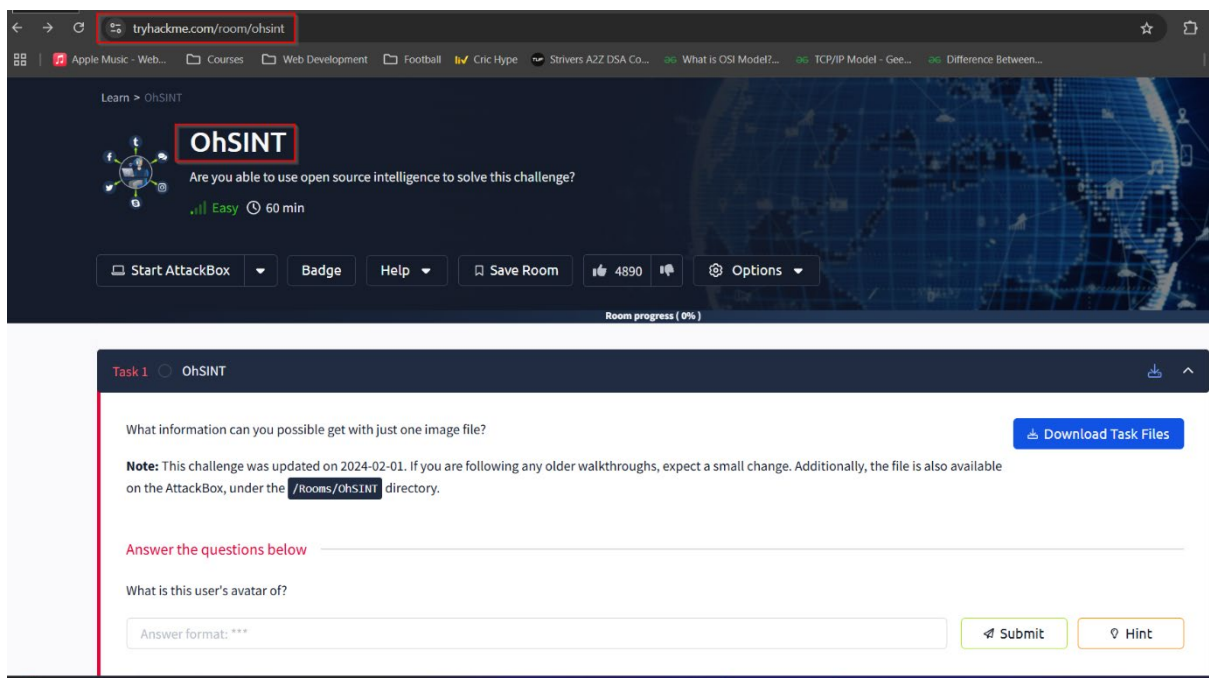 tryhackme.com/room/ohsint
Apple Music - Web... Courses Web Development Football Cric Hype Strivers A2Z DSA Co... What is OSI Model?... TCP/IP Model - Gee... Difference Between...
Learn > OhSINT
OhSINT
Are you able to use open source intelligence to solve this challenge?
Easy 60 min
Start AttackBox Badge Help Save Room 4890 Options
Room progress ( 0% )
Task 1 OhSINT
What information can you possible get with just one image file?
Download Task Files
Note: This challenge was updated on 2024-02-01. If you are following any older walkthroughs, expect a small change. Additionally, the file is also available
on the AttackBox, under the /Rooms/OhSINT directory.
Answer the questions below
What is this user's avatar of?
Answer format: ***
Submit Hint